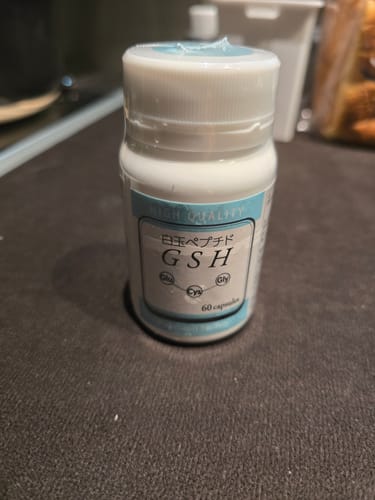 HIGH QUALITY
白玉ペプチド
GSH
Glu
Cys
Gly
60 capsules